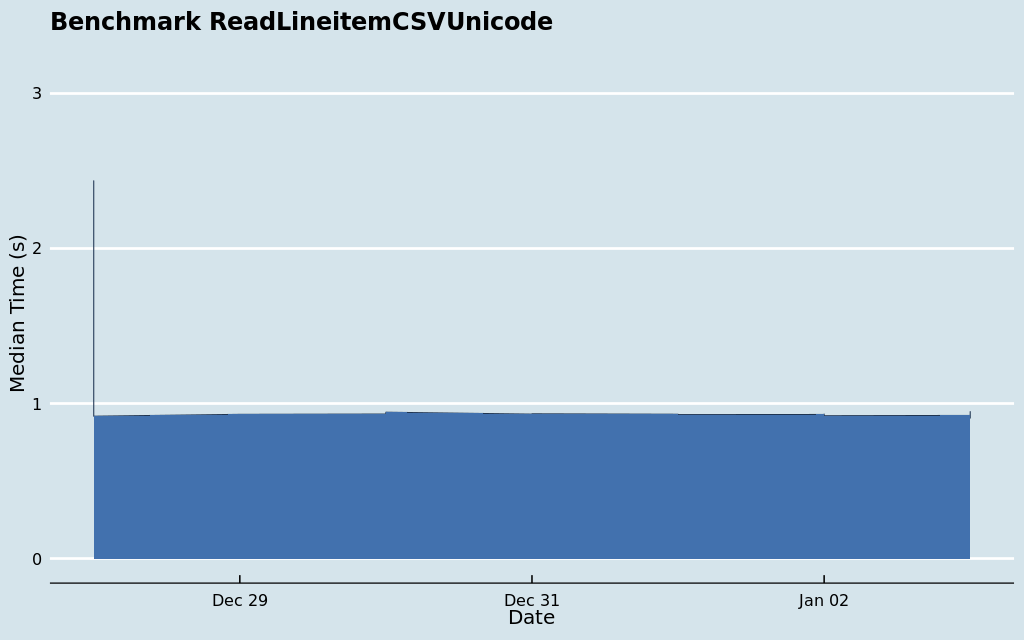 Benchmark ReadLineitemCSVUnicode
3
2
1
0
Median Time (s)
Dec 29
Dec 31
Jan 02
Date